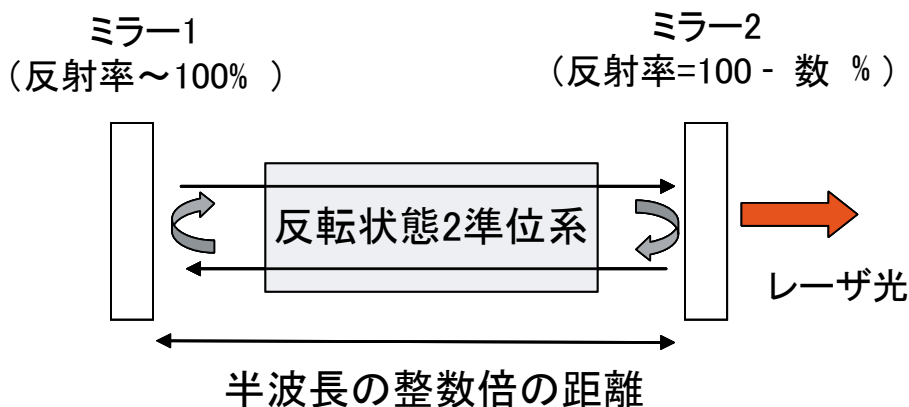 ミラー1
（反射率～100% ）
ミラー2
（反射率=100 - 数 % ）
反転状態2準位系
レーザ光
半波長の整数倍の距離